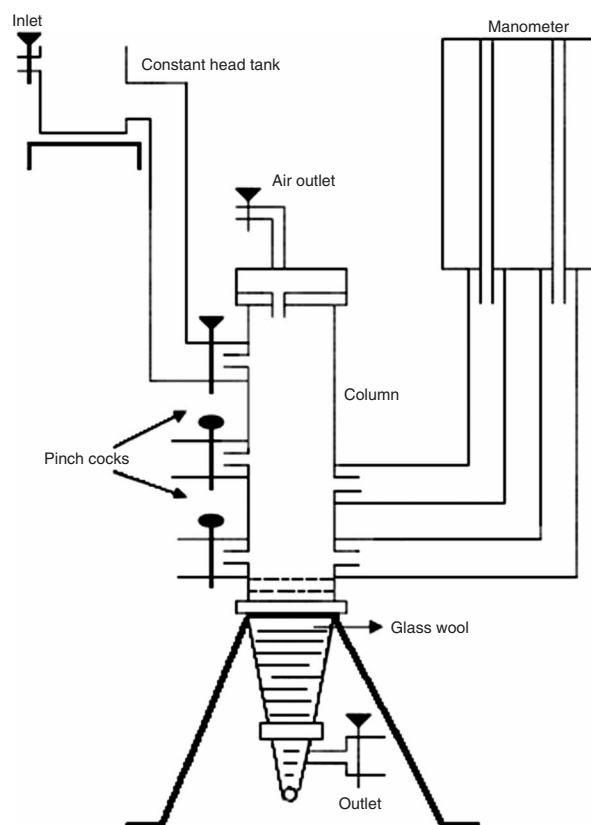 Inlet
Manometer
Constant head tank
Air outlet
Column
Pinch cocks
Glass wool
Outlet